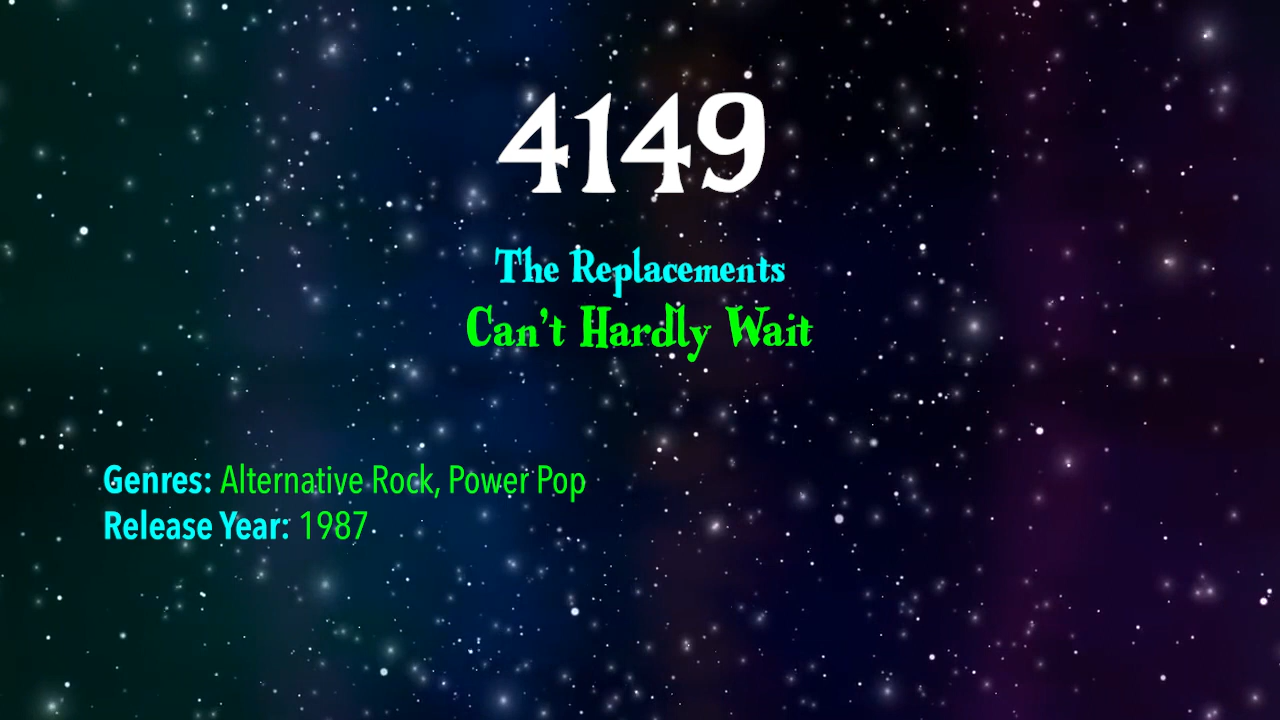 4149
The Replacements
Can't Hardly Wait
Genres: Alternative Rock, Power Pop
Release Year: 1987